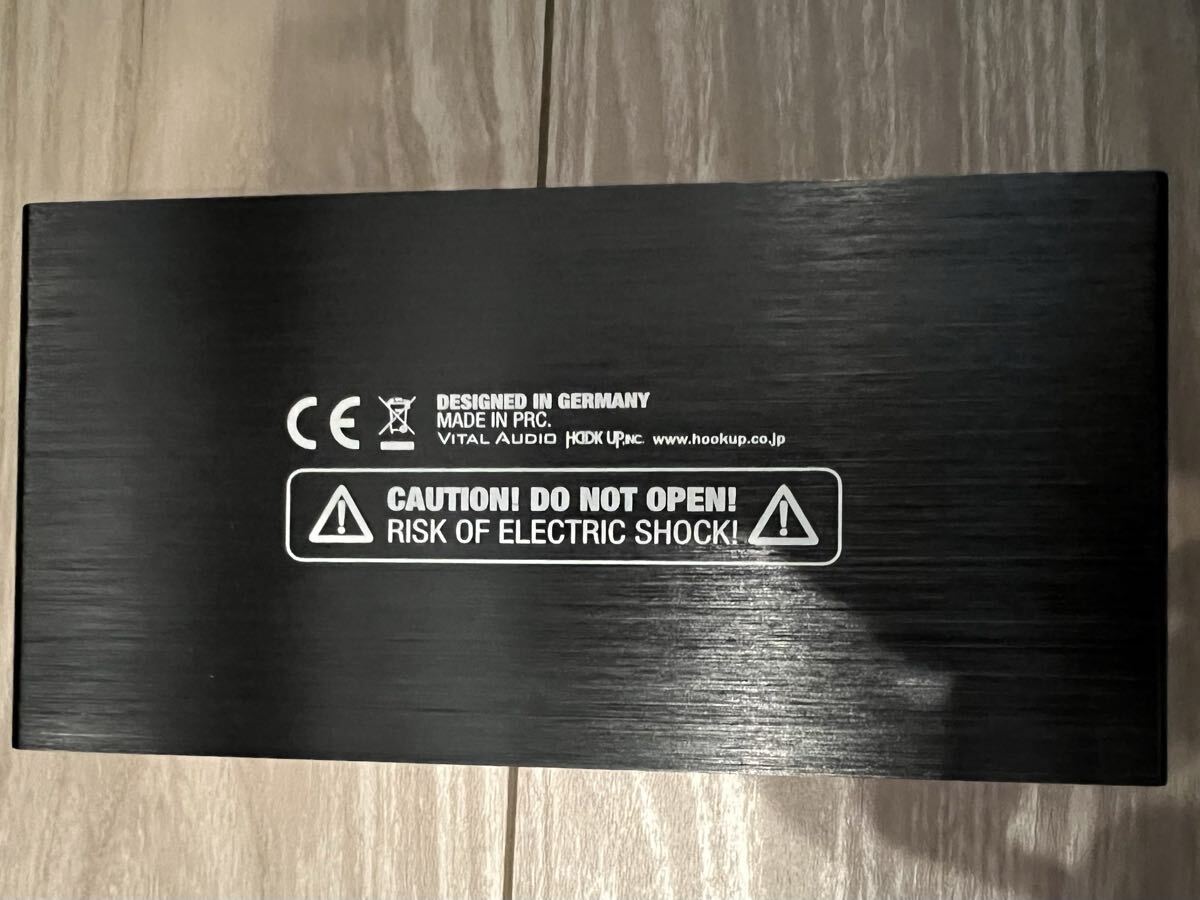 CE
DESIGNED IN GERMANY
MADE IN PRC.
VITAL AUDIO HOOK UP,INC. www.hookup.co.jp
CAUTION! DO NOT OPEN!
RISK OF ELECTRIC SHOCK!